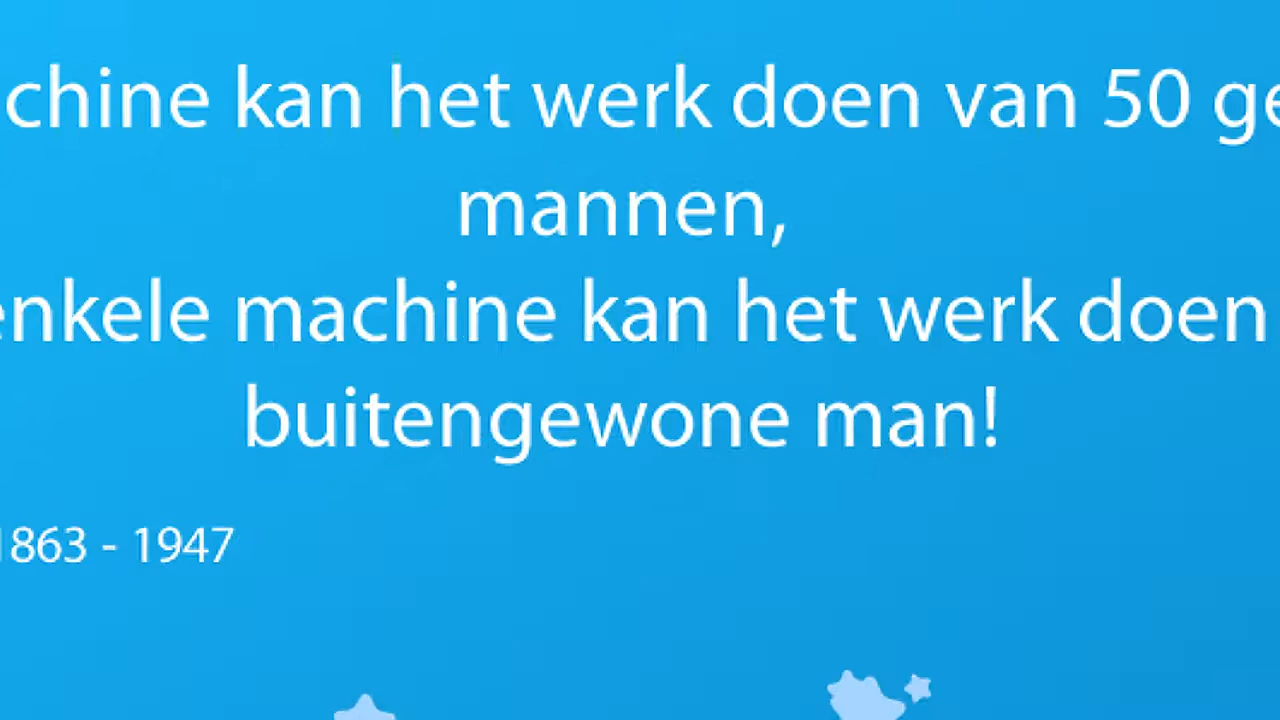 chine kan het werk doen van 50 ge
mannen,
enkele machine kan het werk doen
buitengewone man!
1863 - 1947